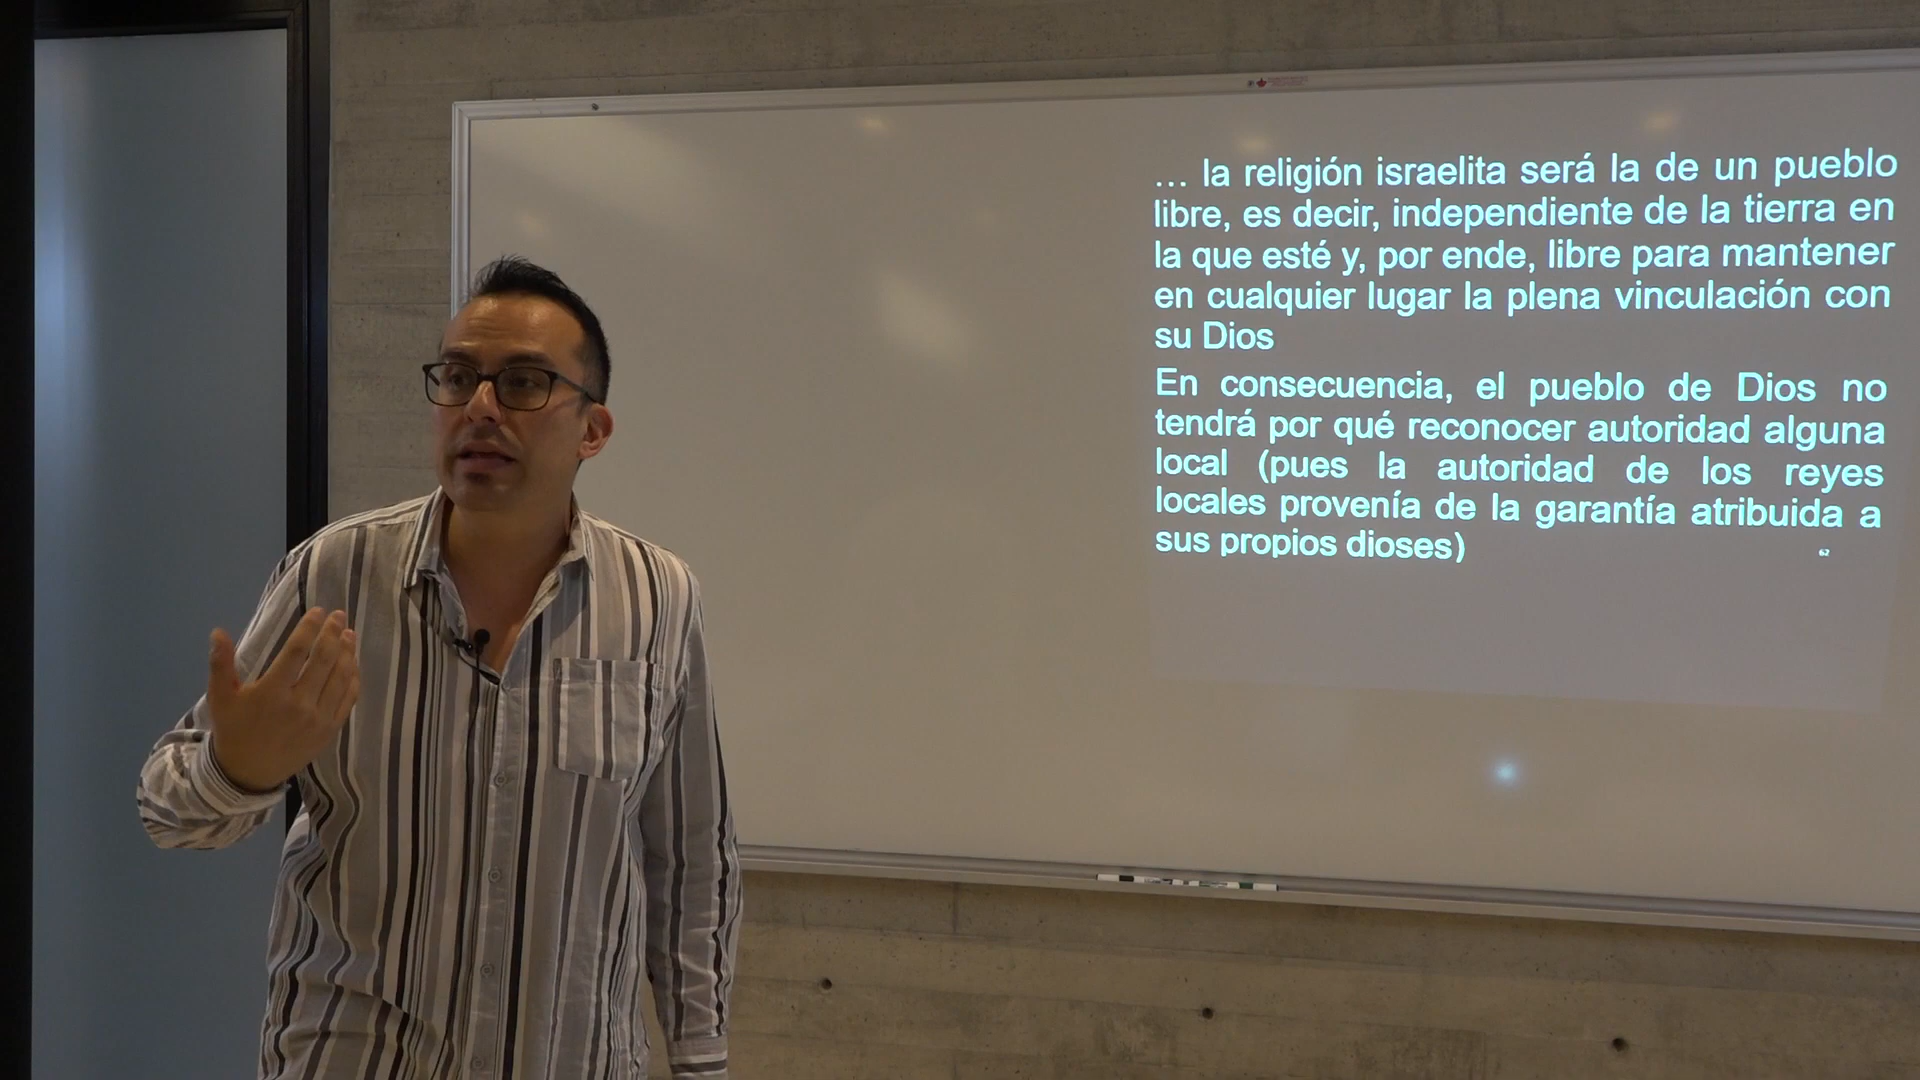 ... la religión israelita será la de un pueblo
libre, es decir, independiente de la tierra en
la que esté y, por ende, libre para mantener
en cualquier lugar la plena vinculación con
su Dios
En consecuencia, el pueblo de Dios no
tendrá por qué reconocer autoridad alguna
local (pues la autoridad de los reyes
locales provenía de la garantía atribuida a
sus propios dioses)
62